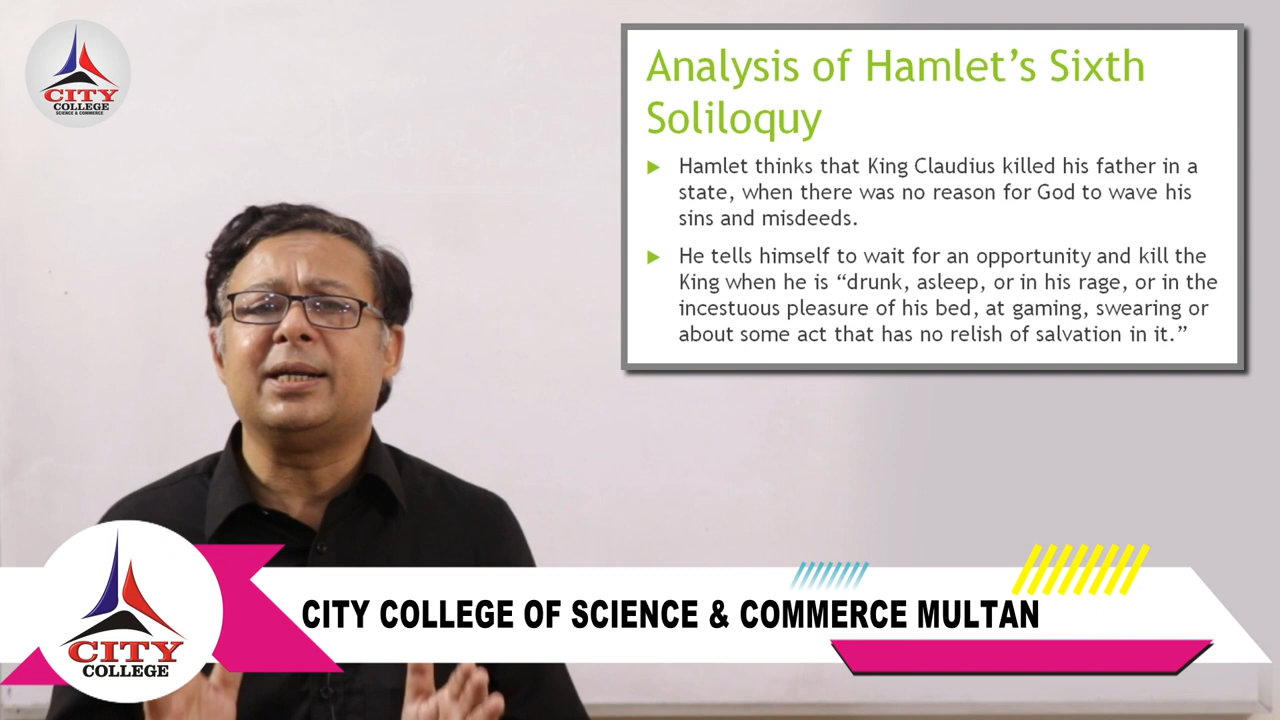 CITY
COLLEGE
SCIENCE & COMMERCE
Analysis of Hamlet’s Sixth
Soliloquy
Hamlet thinks that King Claudius killed his father in a
state, when there was no reason for God to wave his
sins and misdeeds.
He tells himself to wait for an opportunity and kill the
King when he is “drunk, asleep, or in his rage, or in the
incestuous pleasure of his bed, at gaming, swearing or
about some act that has no relish of salvation in it.”
CITY
COLLEGE
CITY COLLEGE OF SCIENCE & COMMERCE MULTAN